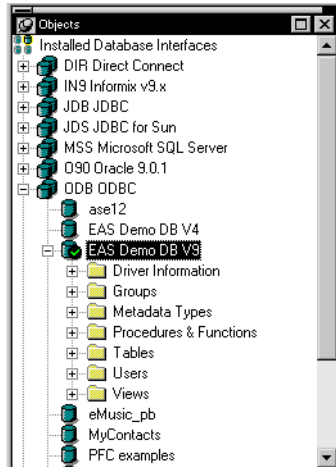 Objects
Installed Database Interfaces
DIR Direct Connect
IN9 Informix v9.x
JDB JDBC
JDS JDBC for Sun
MSS Microsoft SQL Server
O90 Oracle 9.0.1
ODB ODBC
ase12
EAS Demo DB V4
EAS Demo DB V9
Driver Information
Groups
Metadata Types
Procedures & Functions
Tables
Users
Views
eMusic_pb
MyContacts
PFC examples